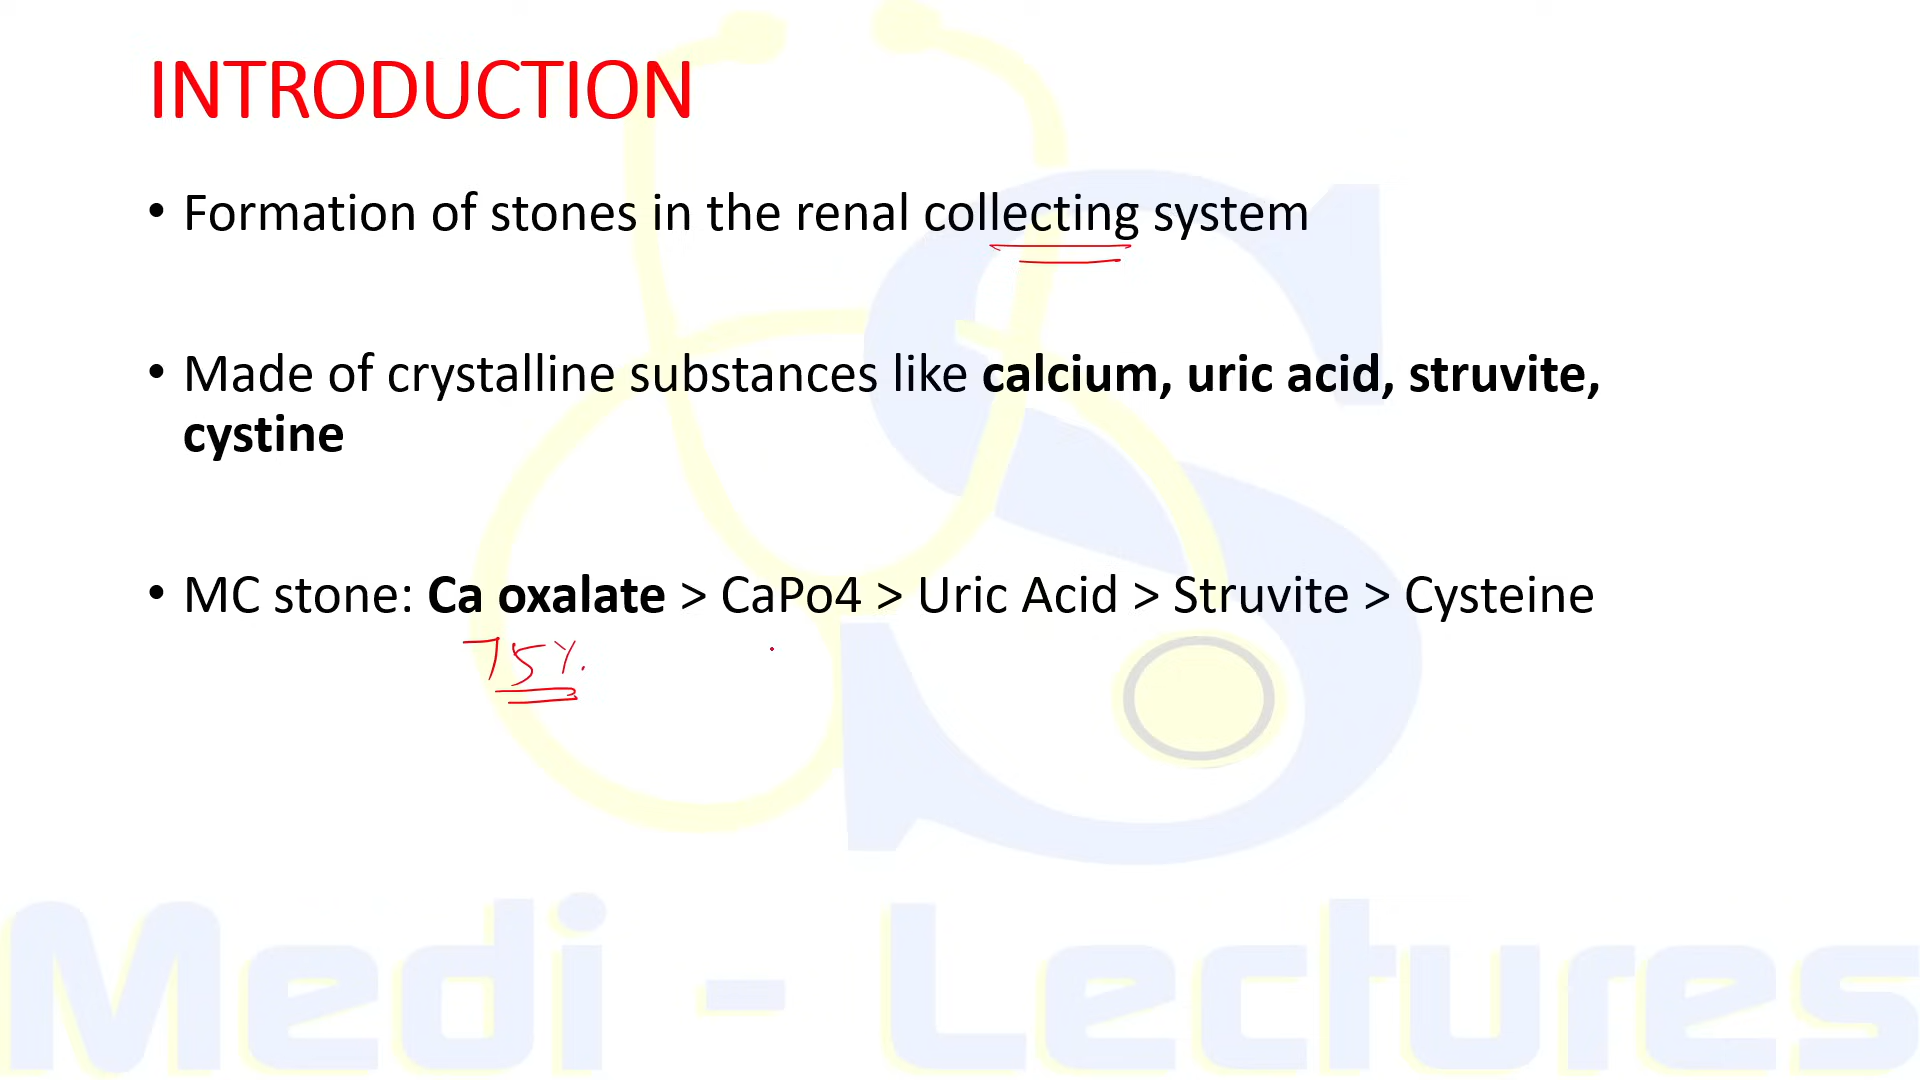 INTRODUCTION
• Formation of stones in the renal collecting system
• Made of crystalline substances like calcium, uric acid, struvite,
cystine
• MC stone: Ca oxalate > CaPo4 > Uric Acid > Struvite > Cysteine
75%
Medi - Lectures